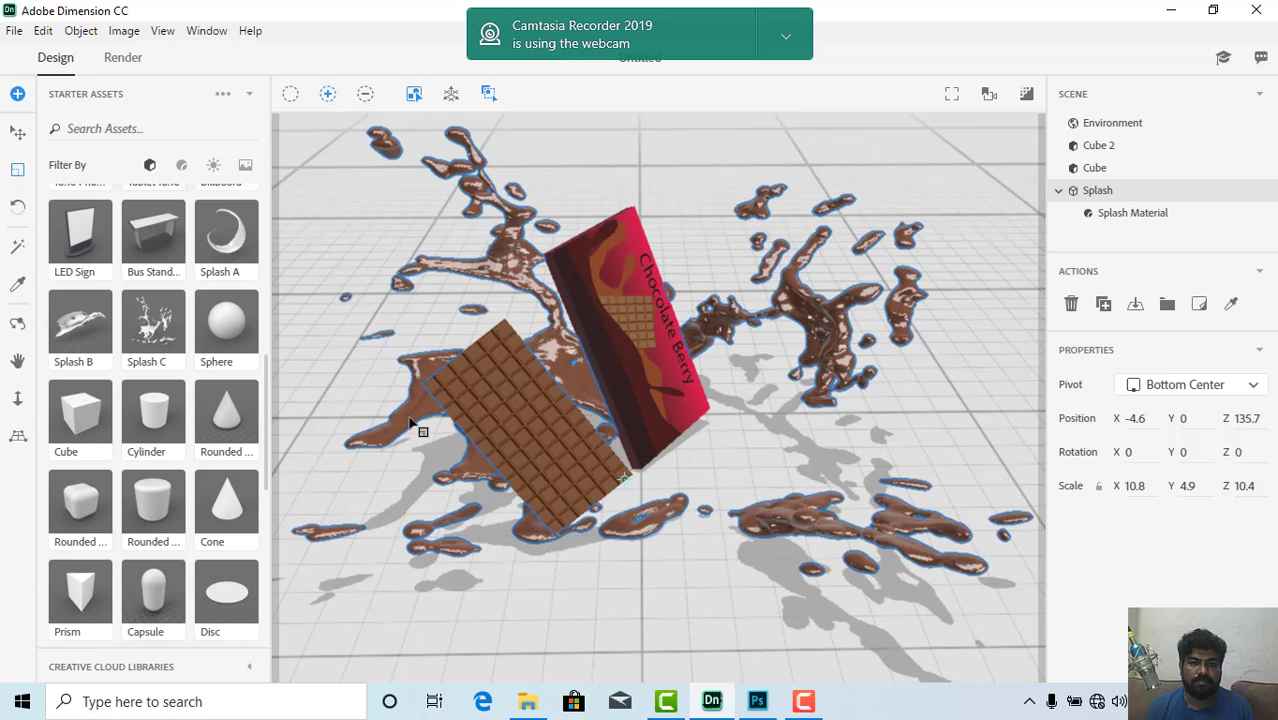 Dn Adobe Dimension CC
File Edit Object Image View Window Help
Camtasia Recorder 2019
is using the webcam
Design Render
Untitled
STARTER ASSETS
Search Assets...
Filter By
LED Sign Bus Stand... Splash A
Splash B Splash C Sphere
Cube Cylinder Rounded ...
Rounded ... Rounded ... Cone
Prism Capsule Disc
CREATIVE CLOUD LIBRARIES
Chocolate Berry
SCENE
Environment
Cube 2
Cube
Splash
Splash Material
ACTIONS
PROPERTIES
Pivot Bottom Center
Position X -4.6 Y 0 Z 135.7
Rotation X 0 Y 0 Z 0
Scale X 10.8 Y 4.9 Z 10.4
Type here to search
Dn
Ps